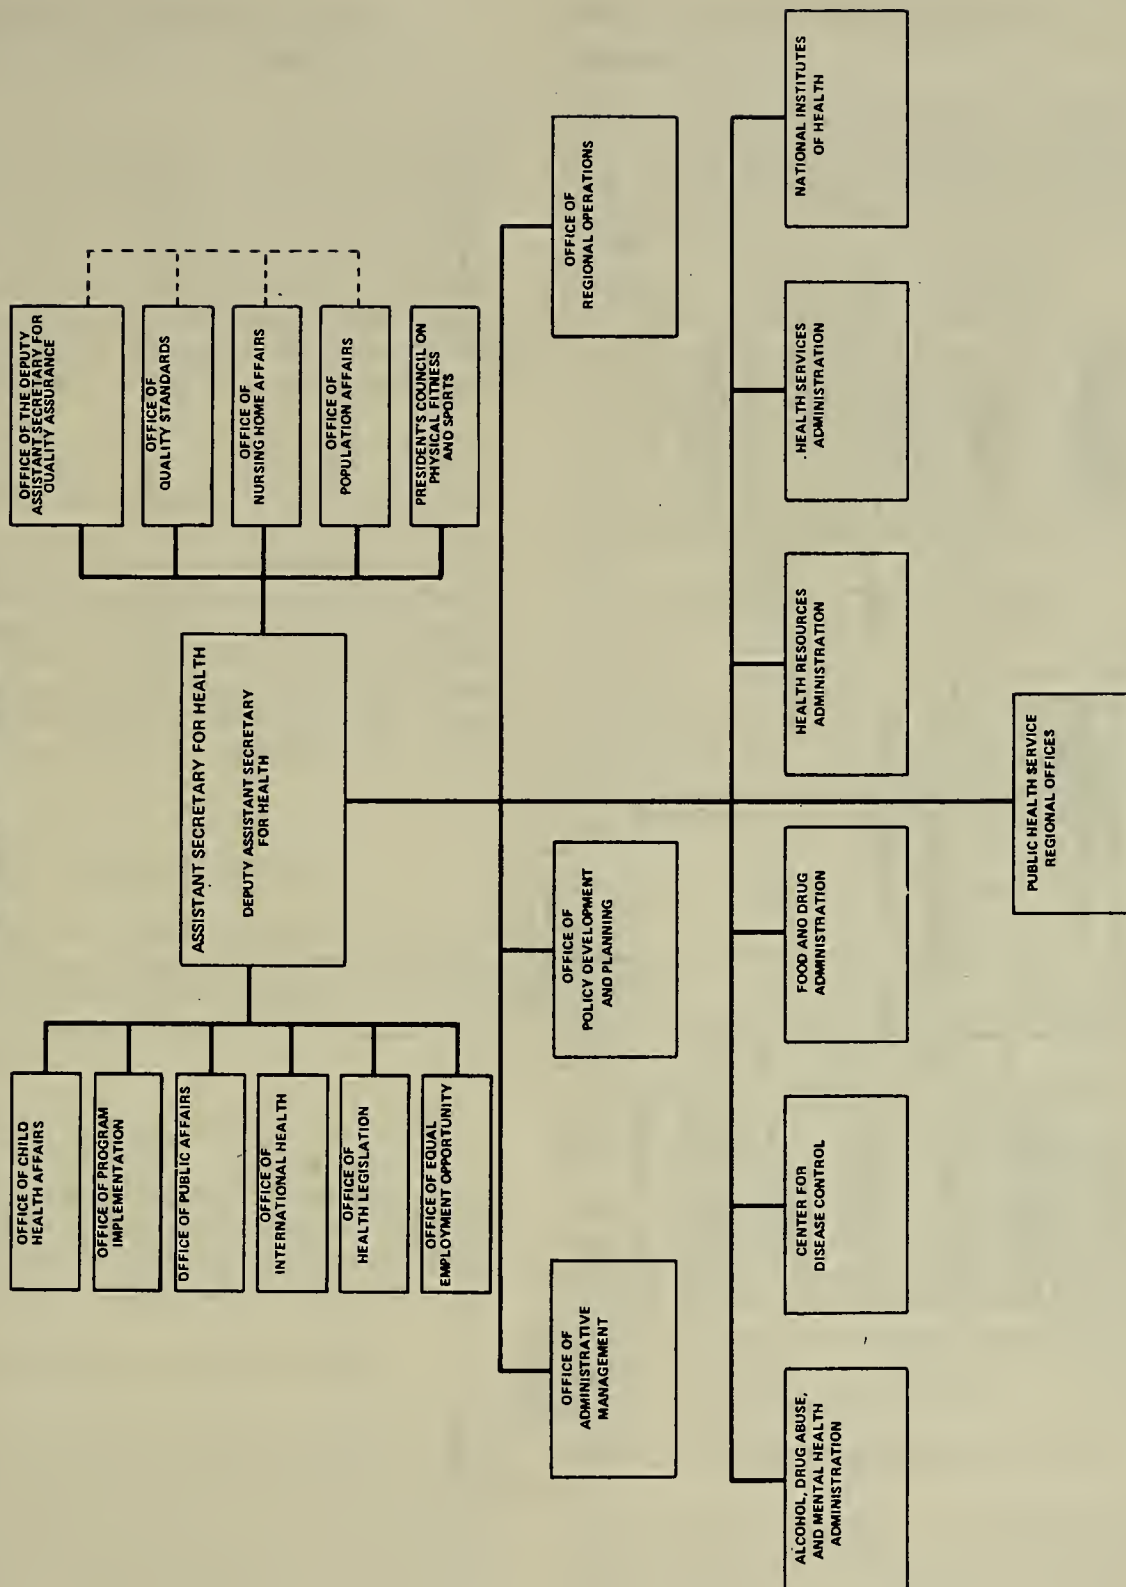 ASSISTANT SECRETARY FOR HEALTH
DEPUTY ASSISTANT SECRETARY
FOR HEALTH
OFFICE OF CHILD
HEALTH AFFAIRS
OFFICE OF PROGRAM
IMPLEMENTATION
OFFICE OF PUBLIC AFFAIRS
OFFICE OF
INTERNATIONAL HEALTH
OFFICE OF
HEALTH LEGISLATION
OFFICE OF EQUAL
EMPLOYMENT OPPORTUNITY
OFFICE OF THE DEPUTY
ASSISTANT SECRETARY FOR
QUALITY ASSURANCE
OFFICE OF
QUALITY STANDARDS
OFFICE OF
NURSING HOME AFFAIRS
OFFICE OF
POPULATION AFFAIRS
PRESIDENT'S COUNCIL ON
PHYSICAL FITNESS
AND SPORTS
OFFICE OF
ADMINISTRATIVE
MANAGEMENT
OFFICE OF
POLICY DEVELOPMENT
AND PLANNING
OFFICE OF
REGIONAL OPERATIONS
ALCOHOL, DRUG ABUSE,
AND MENTAL HEALTH
ADMINISTRATION
CENTER FOR
DISEASE CONTROL
FOOD AND DRUG
ADMINISTRATION
HEALTH RESOURCES
ADMINISTRATION
HEALTH SERVICES
ADMINISTRATION
NATIONAL INSTITUTES
OF HEALTH
PUBLIC HEALTH SERVICE
REGIONAL OFFICES